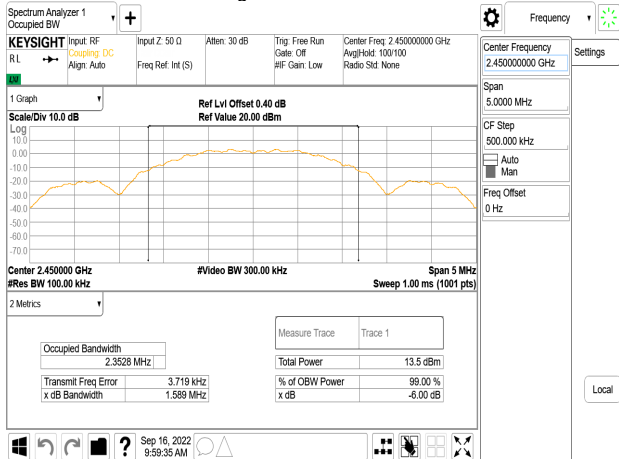 Spectrum Analyzer 1
Occupied BW
▼
+
Frequency ▼
KEYSIGHT
RL
Input: RF
Coupling: DC
Align: Auto
Input Z: 50 Ω
Freq Ref: Int (S)
Atten: 30 dB
Trig: Free Run
Gate: Off
#IF Gain: Low
Center Freq: 2.450000000 GHz
Avg|Hold: 100/100
Radio Std: None
Center Frequency
2.450000000 GHz
Settings
Span
5.0000 MHz
CF Step
500.000 kHz
Auto
Man
Freq Offset
0 Hz
Local
1 Graph ▼
Scale/Div 10.0 dB
Ref Lvl Offset 0.40 dB
Ref Value 20.00 dBm
Log
10.0
0.00
-10.0
-20.0
-30.0
-40.0
-50.0
-60.0
-70.0
Center 2.450000 GHz
#Res BW 100.00 kHz
#Video BW 300.00 kHz
Span 5 MHz
Sweep 1.00 ms (1001 pts)
2 Metrics ▼
Measure Trace Trace 1
Occupied Bandwidth
2.3528 MHz
Total Power 13.5 dBm
Transmit Freq Error 3.719 kHz
% of OBW Power 99.00 %
x dB Bandwidth 1.589 MHz
x dB -6.00 dB
?
Sep 16, 2022
9:59:35 AM